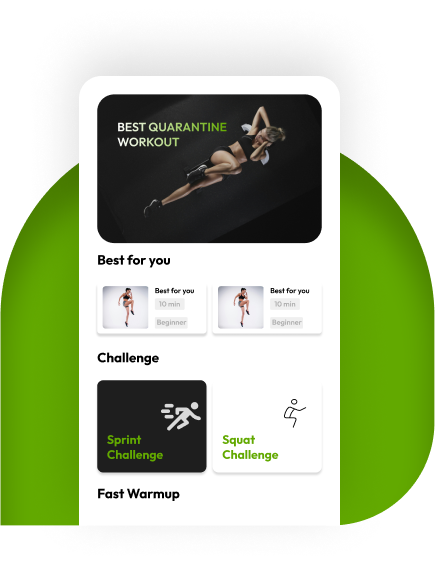 BEST QUARANTINE
WORKOUT
Best for you
Best for you
10 min
Beginner
Best for you
10 min
Beginner
Challenge
Sprint
Challenge
Squat
Challenge
Fast Warmup